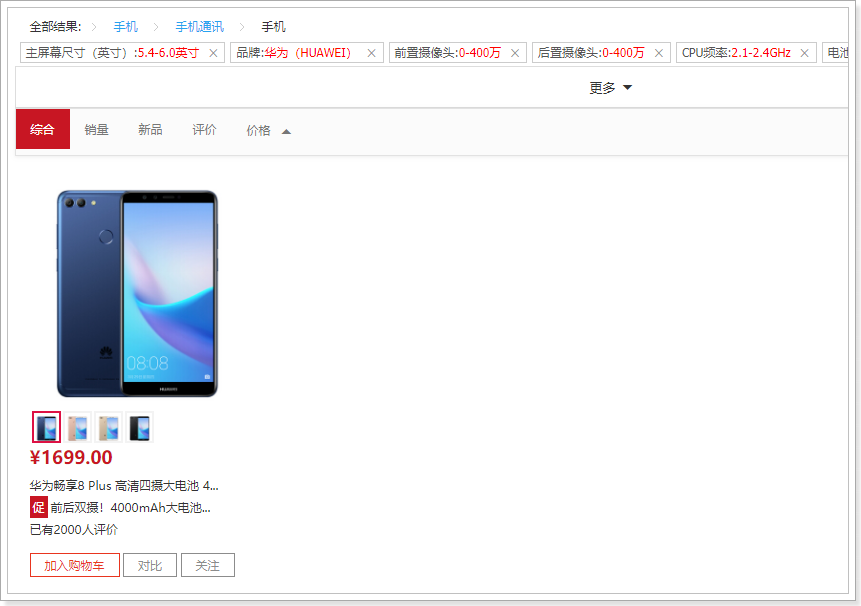 全部结果: 手机 手机通讯 手机
主屏幕尺寸（英寸）:5.4-6.0英寸 × 品牌:华为（HUAWEI） × 前置摄像头:0-400万 × 后置摄像头:0-400万 × CPU频率:2.1-2.4GHz × 电池
更多
综合 销量 新品 评价 价格
08:08
HUAWEI
¥1699.00
华为畅享8 Plus 高清四摄大电池 4...
促 前后双摄！4000mAh大电池...
已有2000人评价
加入购物车 对比 关注